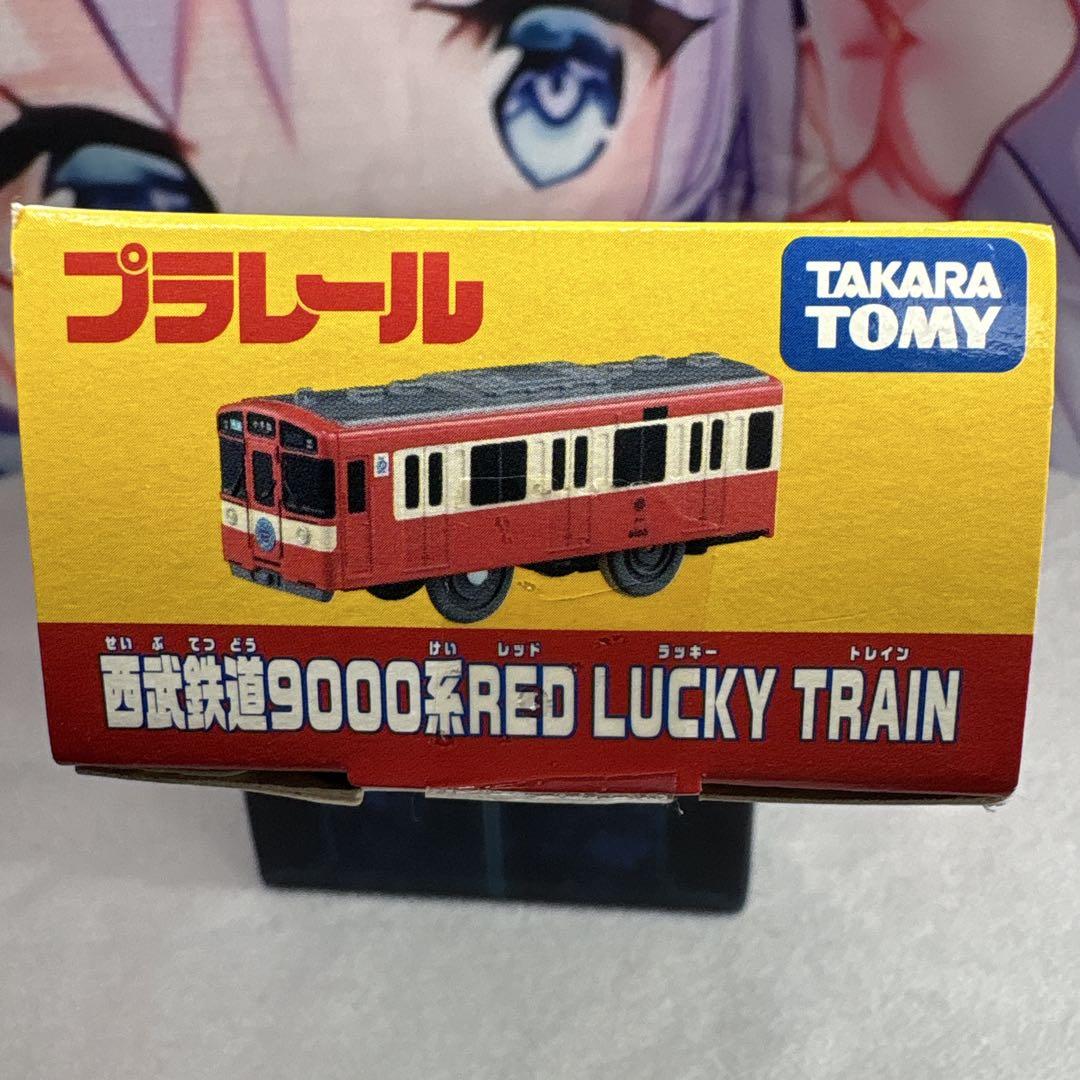 プラレール
TAKARA
TOMY
せいぶてつどう けい レッド ラッキー トレイン
西武鉄道9000系RED LUCKY TRAIN